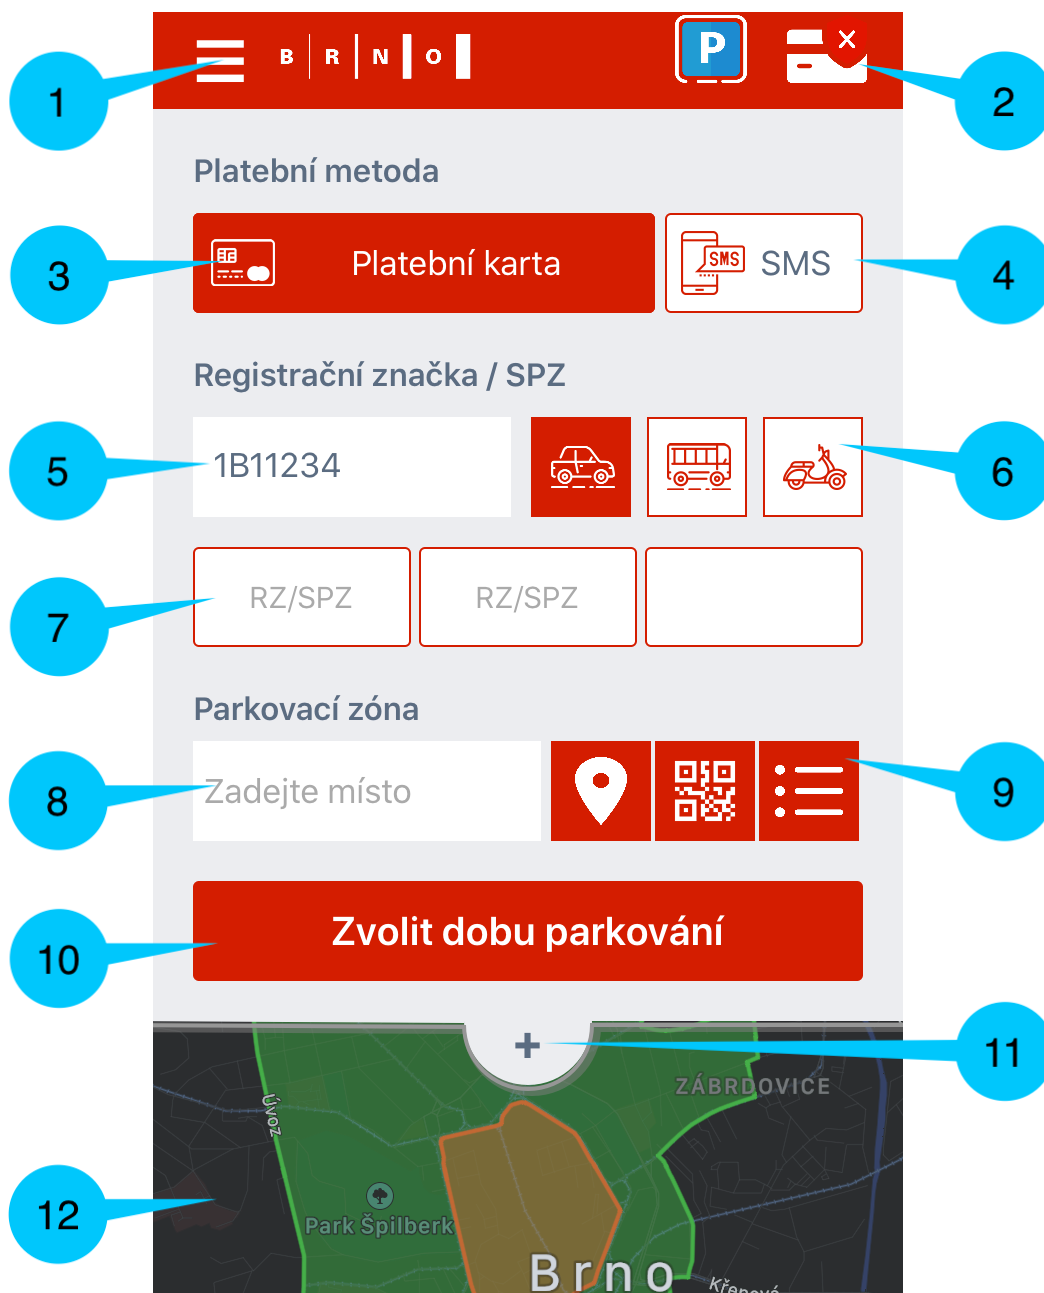 1
B R N O
P
2
Platební metoda
3
Platební karta
SMS
SMS
4
Registrační značka / SPZ
5
1B11234
6
7
RZ/SPZ
RZ/SPZ
Parkovací zóna
8
Zadejte místo
9
10
Zvolit dobu parkování
+
11
ZÁBRDOVICE
Úvoz
12
Park Špilberk
Brno
Křenová